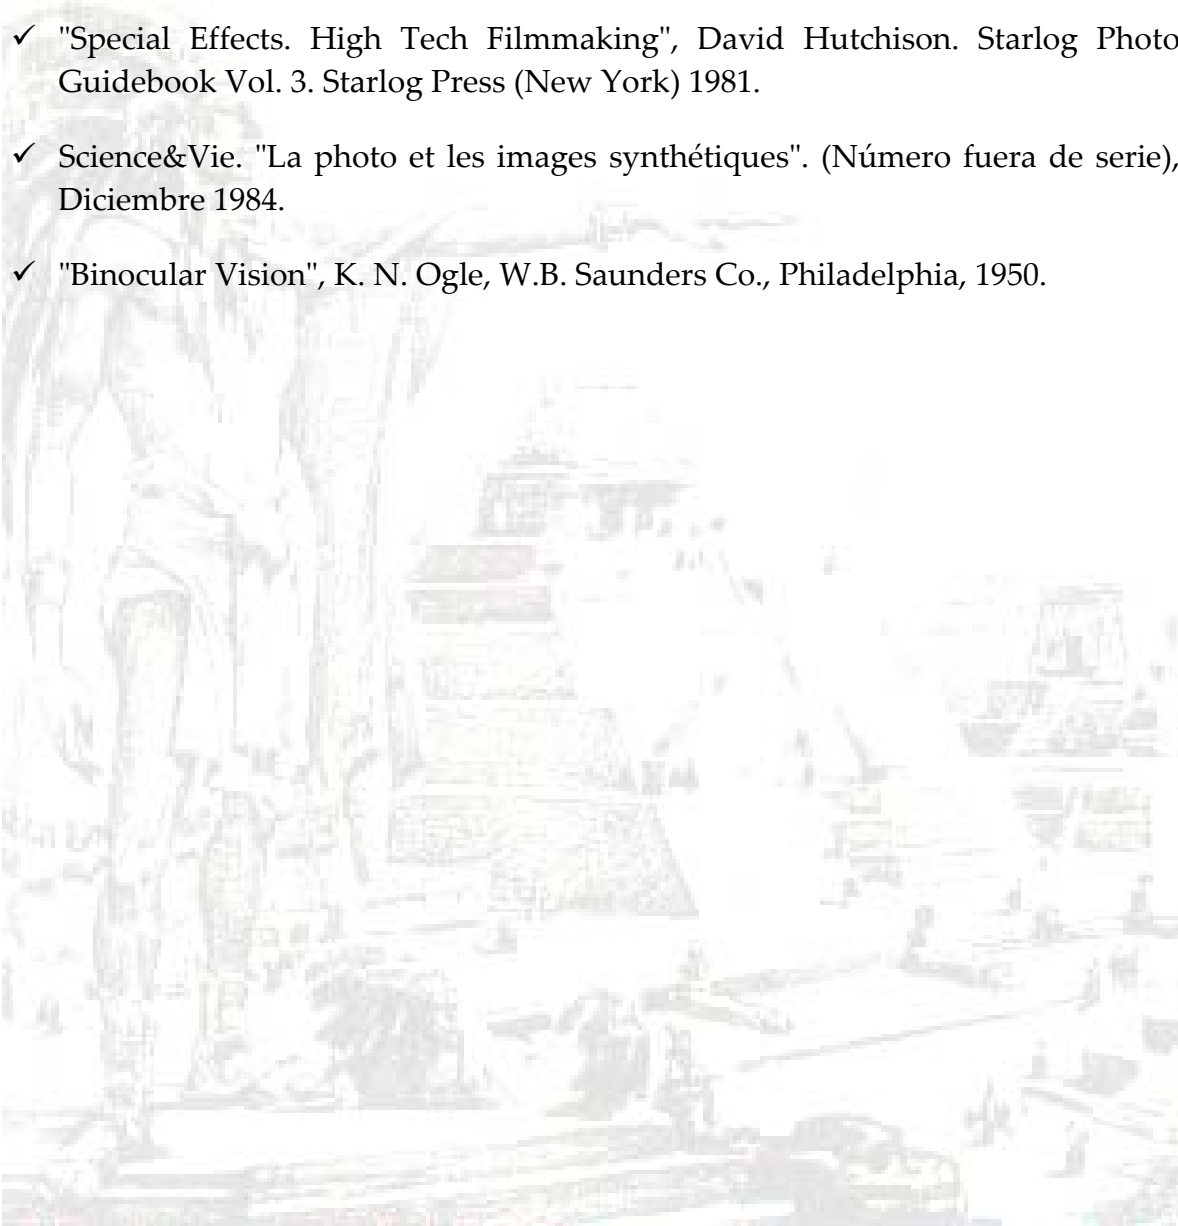 ✓ "Special Effects. High Tech Filmmaking", David Hutchison. Starlog Photo
Guidebook Vol. 3. Starlog Press (New York) 1981.
✓ Science&Vie. "La photo et les images synthétiques". (Número fuera de serie),
Diciembre 1984.
✓ "Binocular Vision", K. N. Ogle, W.B. Saunders Co., Philadelphia, 1950.